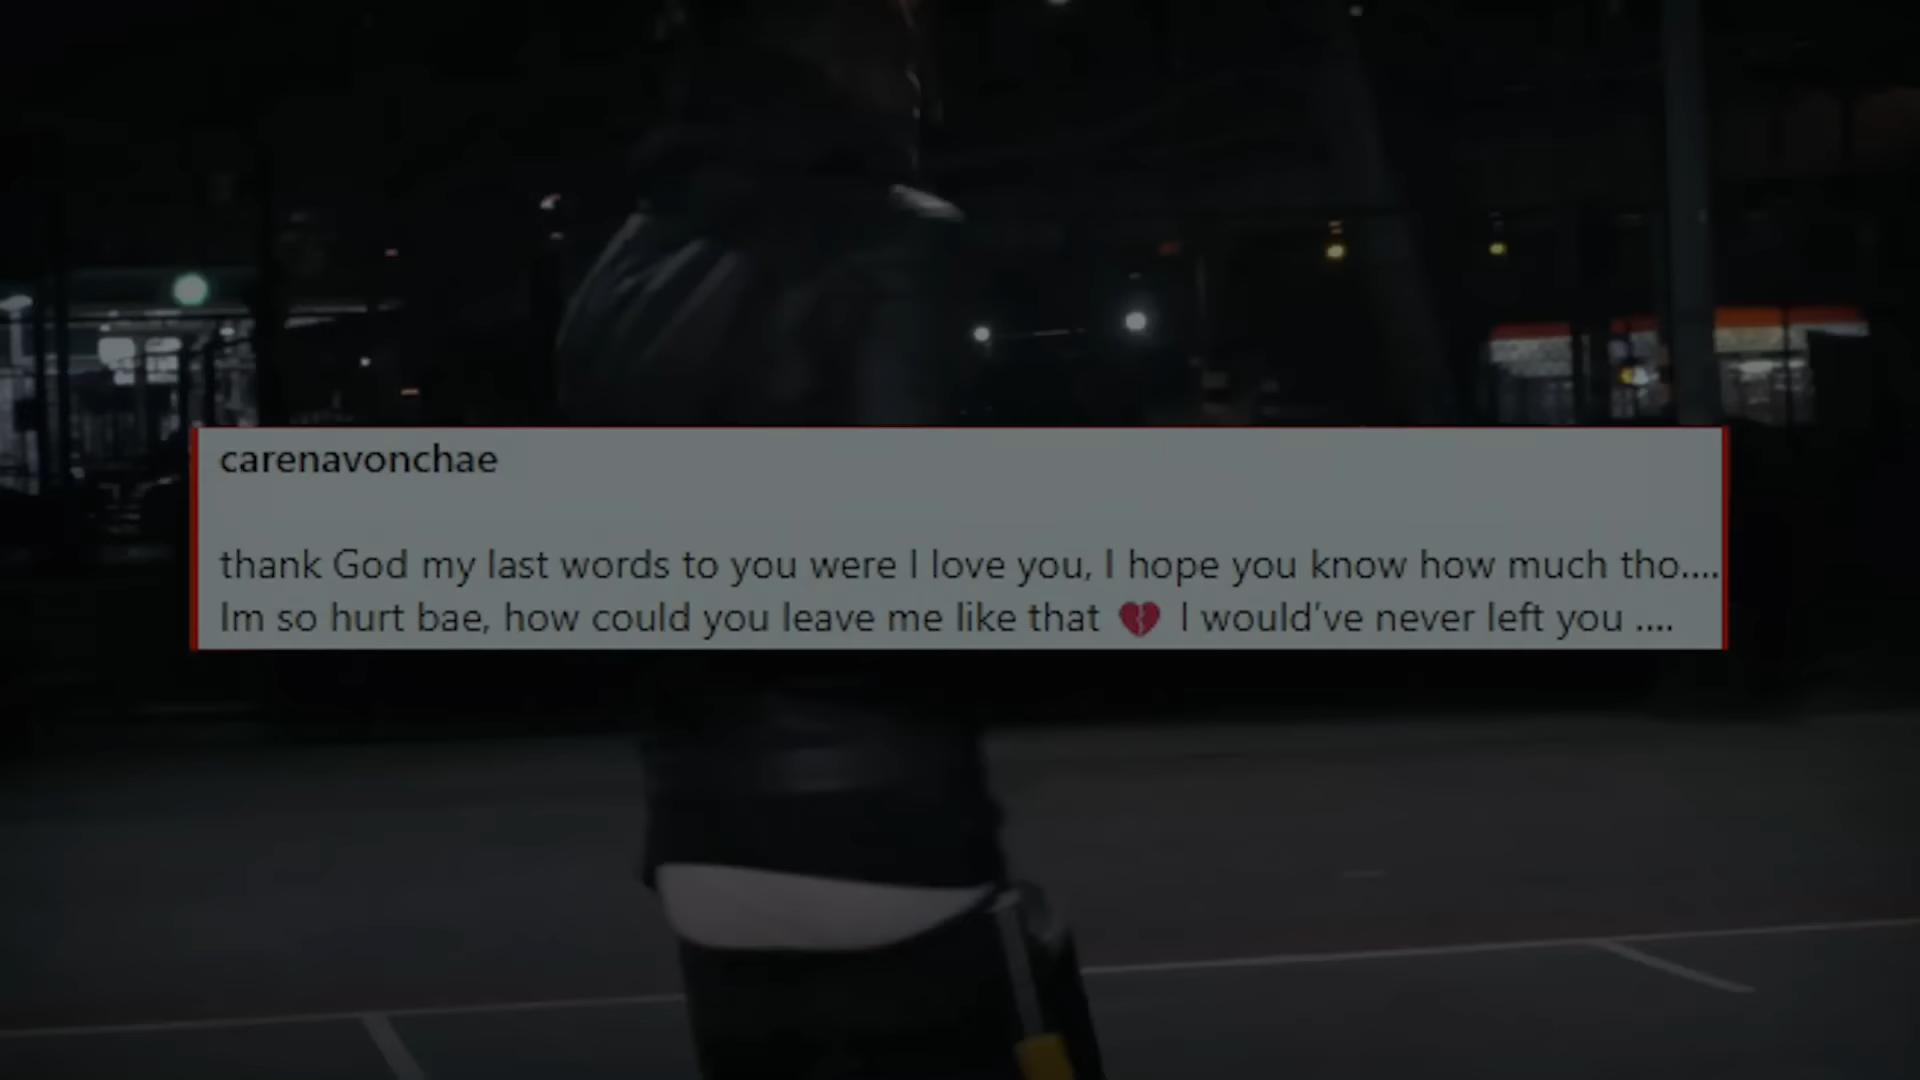 carenavonchae
thank God my last words to you were I love you, I hope you know how much tho....
Im so hurt bae, how could you leave me like that 💔 I would've never left you ....